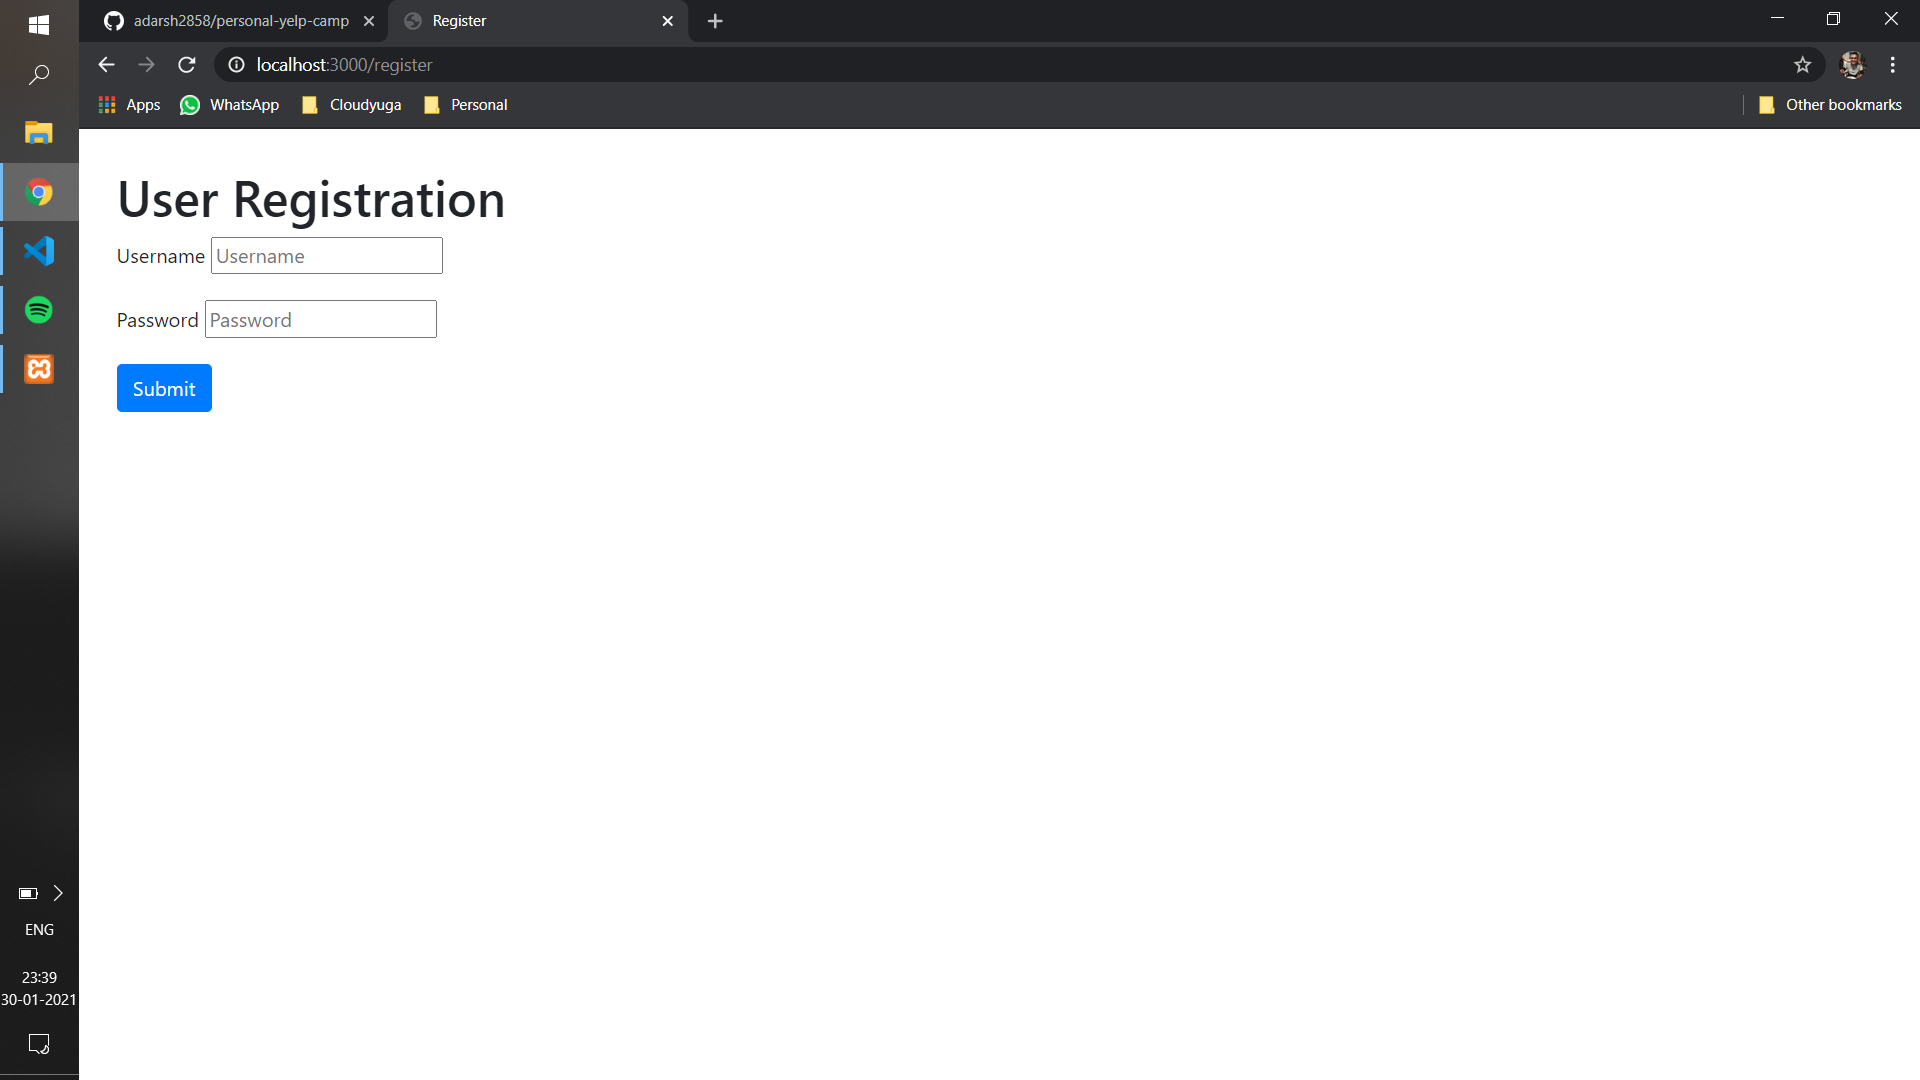 adarsh2858/personal-yelp-camp
Register
localhost:3000/register
Apps
WhatsApp
Cloudyuga
Personal
Other bookmarks
User Registration
Username Username
Password Password
Submit
ENG
23:39
30-01-2021